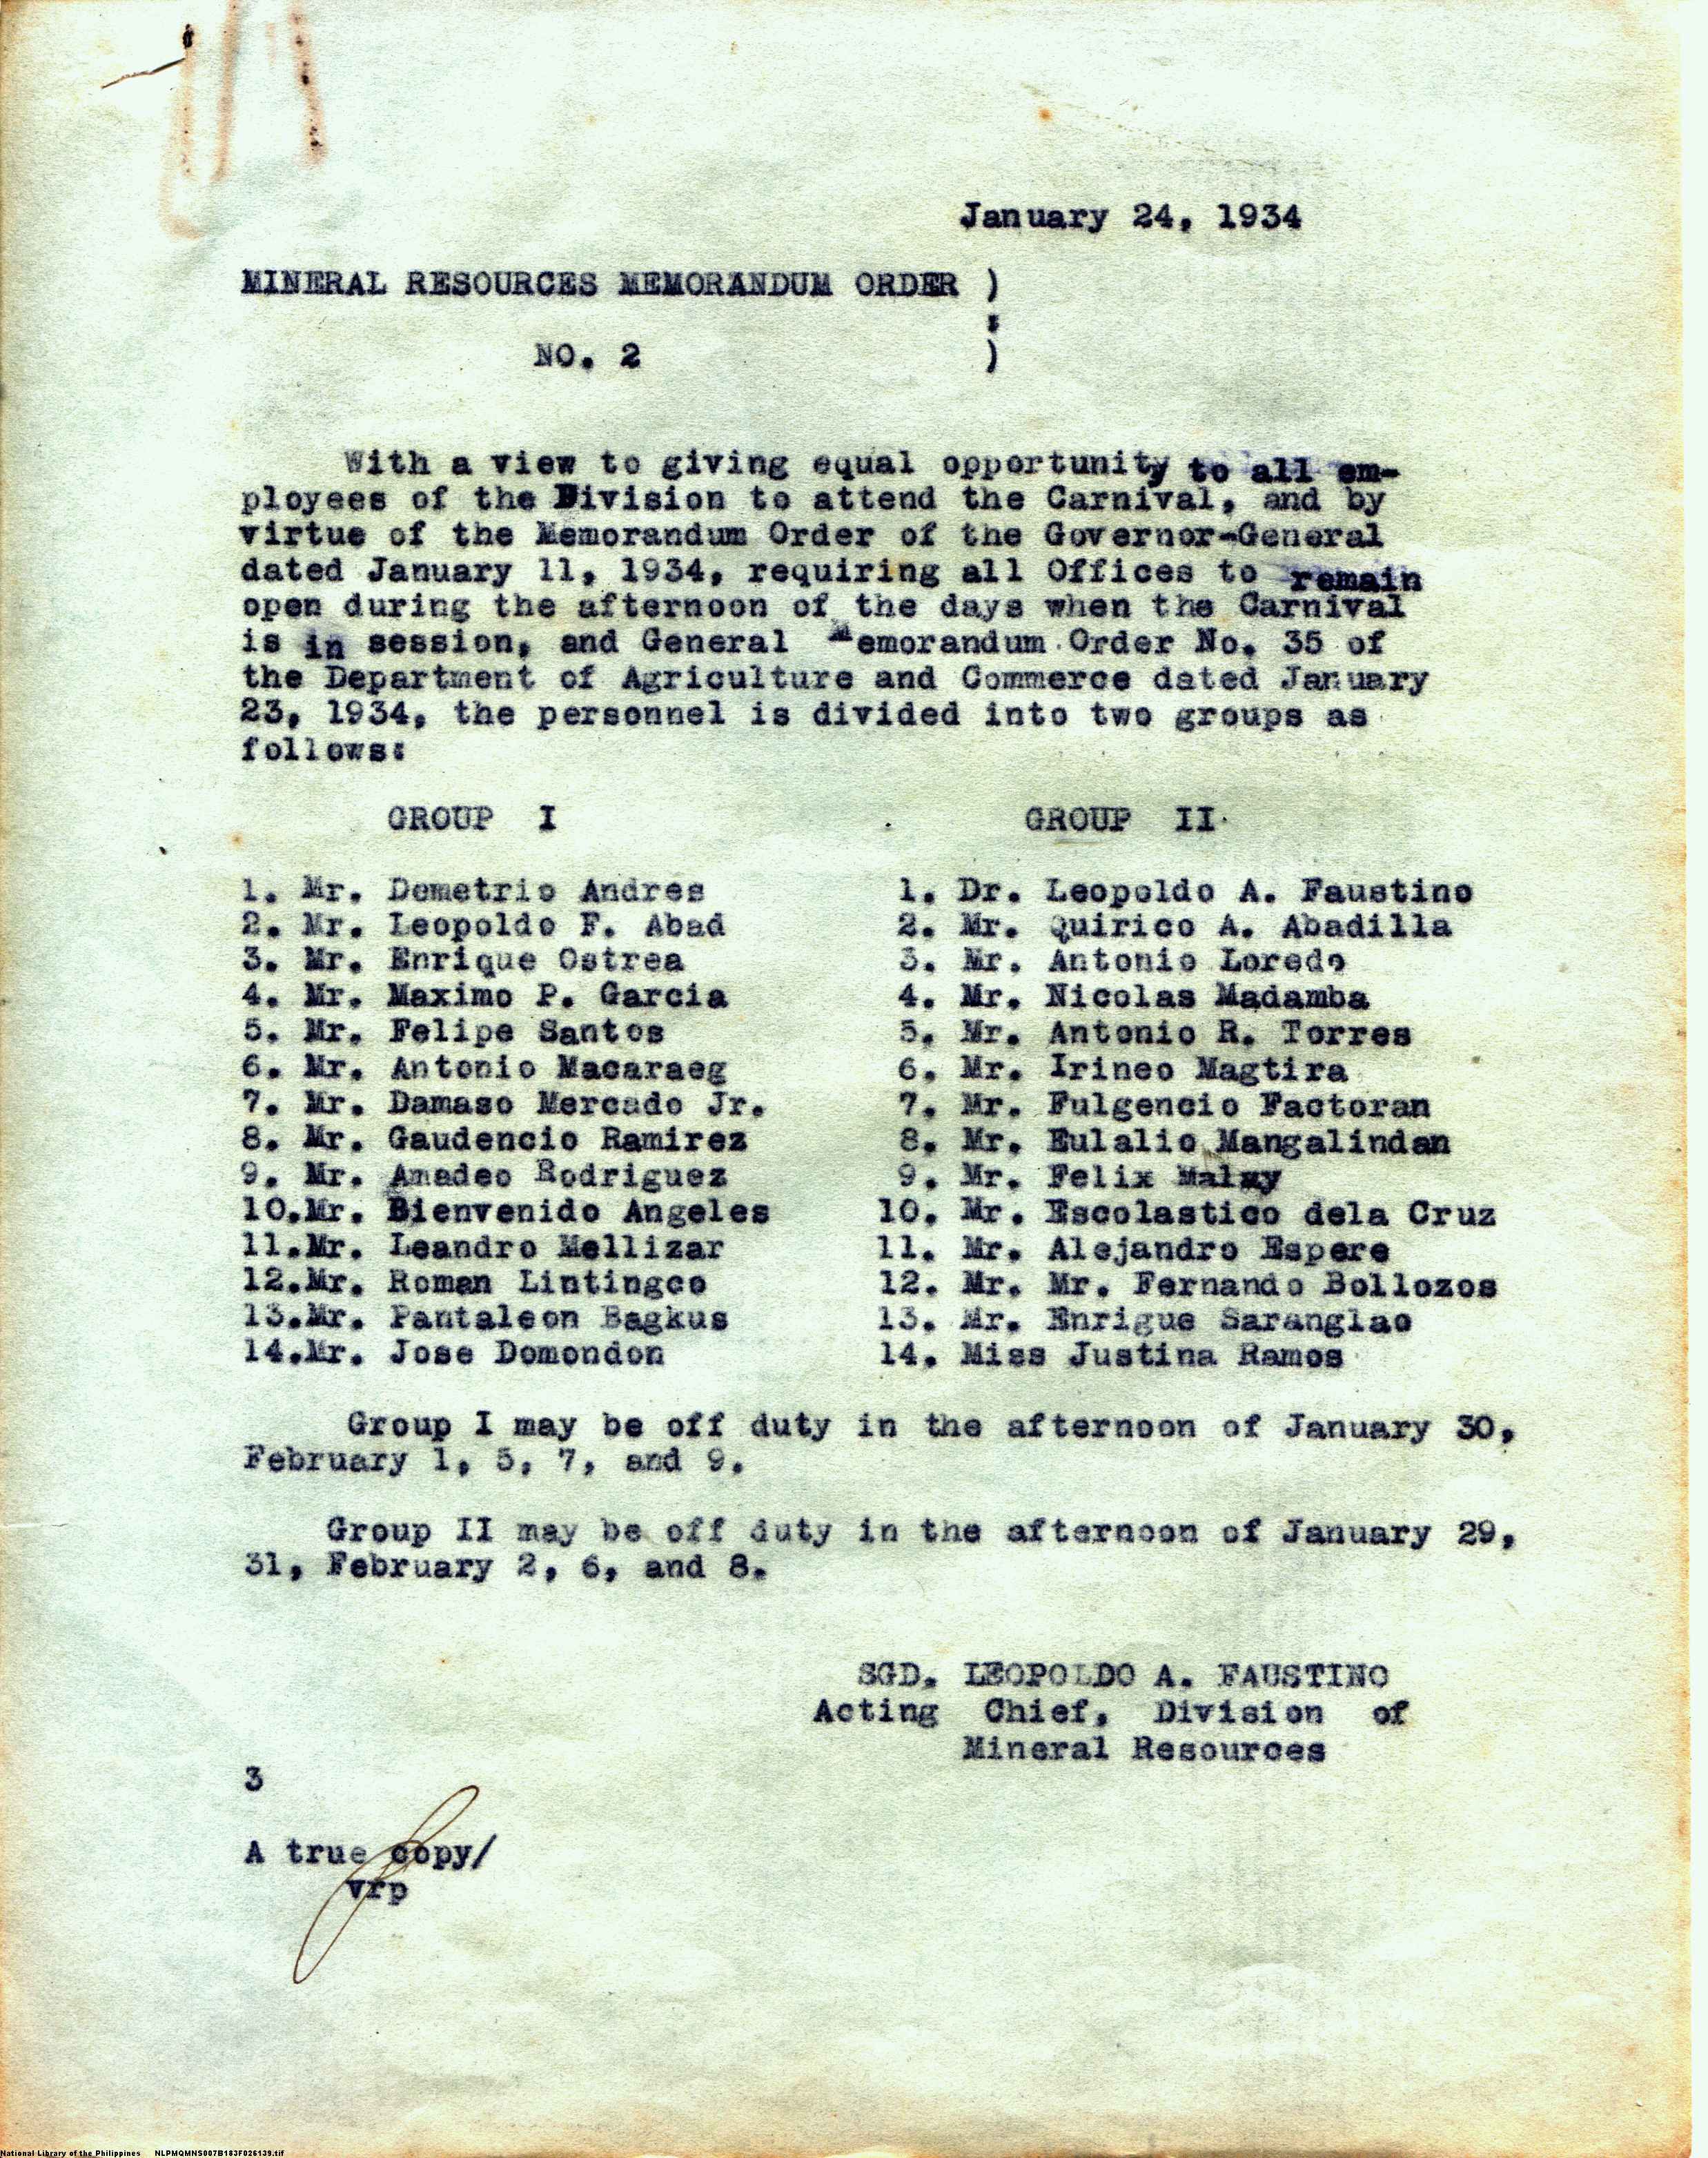 January 24, 1934
MINERAL RESOURCES MEMORANDUM ORDER )
:
NO. 2 )
With a view to giving equal opportunity to all em-
ployees of the Division to attend the Carnival, and by
virtue of the Memorandum Order of the Governor-General
dated January 11, 1934, requiring all Offices to remain
open during the afternoon of the days when the Carnival
is in session, and General Memorandum Order No. 35 of
the Department of Agriculture and Commerce dated January
23, 1934, the personnel is divided into two groups as
follows:
GROUP I GROUP II
1. Mr. Demetrio Andres 1. Dr. Leopoldo A. Faustino
2. Mr. Leopoldo F. Abad 2. Mr. Quirico A. Abadilla
3. Mr. Enrique Ostrea 3. Mr. Antonio Loredo
4. Mr. Maximo P. Garcia 4. Mr. Nicolas Madamba
5. Mr. Felipe Santos 5. Mr. Antonio R. Torres
6. Mr. Antonio Macaraeg 6. Mr. Irineo Magtira
7. Mr. Damaso Mercado Jr. 7. Mr. Fulgencio Factoran
8. Mr. Gaudencio Ramirez 8. Mr. Eulalio Mangalindan
9. Mr. Amadeo Rodriguez 9. Mr. Felix
10.Mr. Bienvenido Angeles 10. Mr. Escolastico dela Cruz
11.Mr. Leandro Mellizar 11. Mr. Alejandro Espere
12.Mr. Roman Lintingco 12. Mr. Mr. Fernando Bollozos
13.Mr. Pantaleon Bagkus 13. Mr. Enrigue Saranglao
14.Mr. Jose Domondon 14. Miss Justina Ramos
Group I may be off duty in the afternoon of January 30,
February 1, 5, 7, and 9.
Group II may be off duty in the afternoon of January 29,
31, February 2, 6, and 8.
SGD. LEOPOLDO A. FAUSTINO
Acting Chief, Division of
Mineral Resources
3
A true copy/
vrp
National Library of the Philippines NLPMQMNS007B183F026139.tif